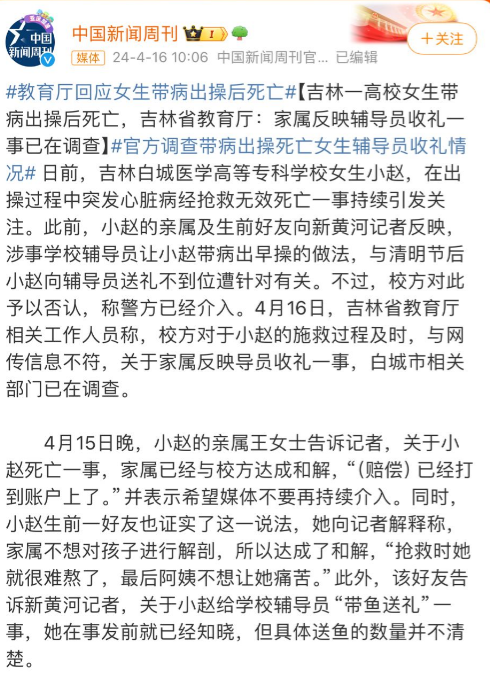 中国新闻周刊
中国新闻周刊
I
+关注
媒体 24-4-16 10:06 中国新闻周刊官... 已编辑
#教育厅回应女生带病出操后死亡#【吉林一高校女生带
病出操后死亡，吉林省教育厅：家属反映辅导员收礼一
事已在调查】#官方调查带病出操死亡女生辅导员收礼情
况# 日前，吉林白城医学高等专科学校女生小赵，在出
操过程中突发心脏病经抢救无效死亡一事持续引发关
注。此前，小赵的亲属及生前好友向新黄河记者反映，
涉事学校辅导员让小赵带病出早操的做法，与清明节后
小赵向辅导员送礼不到位遭针对有关。不过，校方对此
予以否认，称警方已经介入。4月16日，吉林省教育厅
相关工作人员称，校方对于小赵的施救过程及时，与网
传信息不符，关于家属反映导员收礼一事，白城市相关
部门已在调查。
4月15日晚，小赵的亲属王女士告诉记者，关于小
赵死亡一事，家属已经与校方达成和解，“（赔偿）已经打
到账户上了。”并表示希望媒体不要再持续介入。同时，
小赵生前一好友也证实了这一说法，她向记者解释称，
家属不想对孩子进行解剖，所以达成了和解，“抢救时她
就很难熬了，最后阿姨不想让她痛苦。”此外，该好友告
诉新黄河记者，关于小赵给学校辅导员“带鱼送礼”一
事，她在事发前就已经知晓，但具体送鱼的数量并不清
楚。